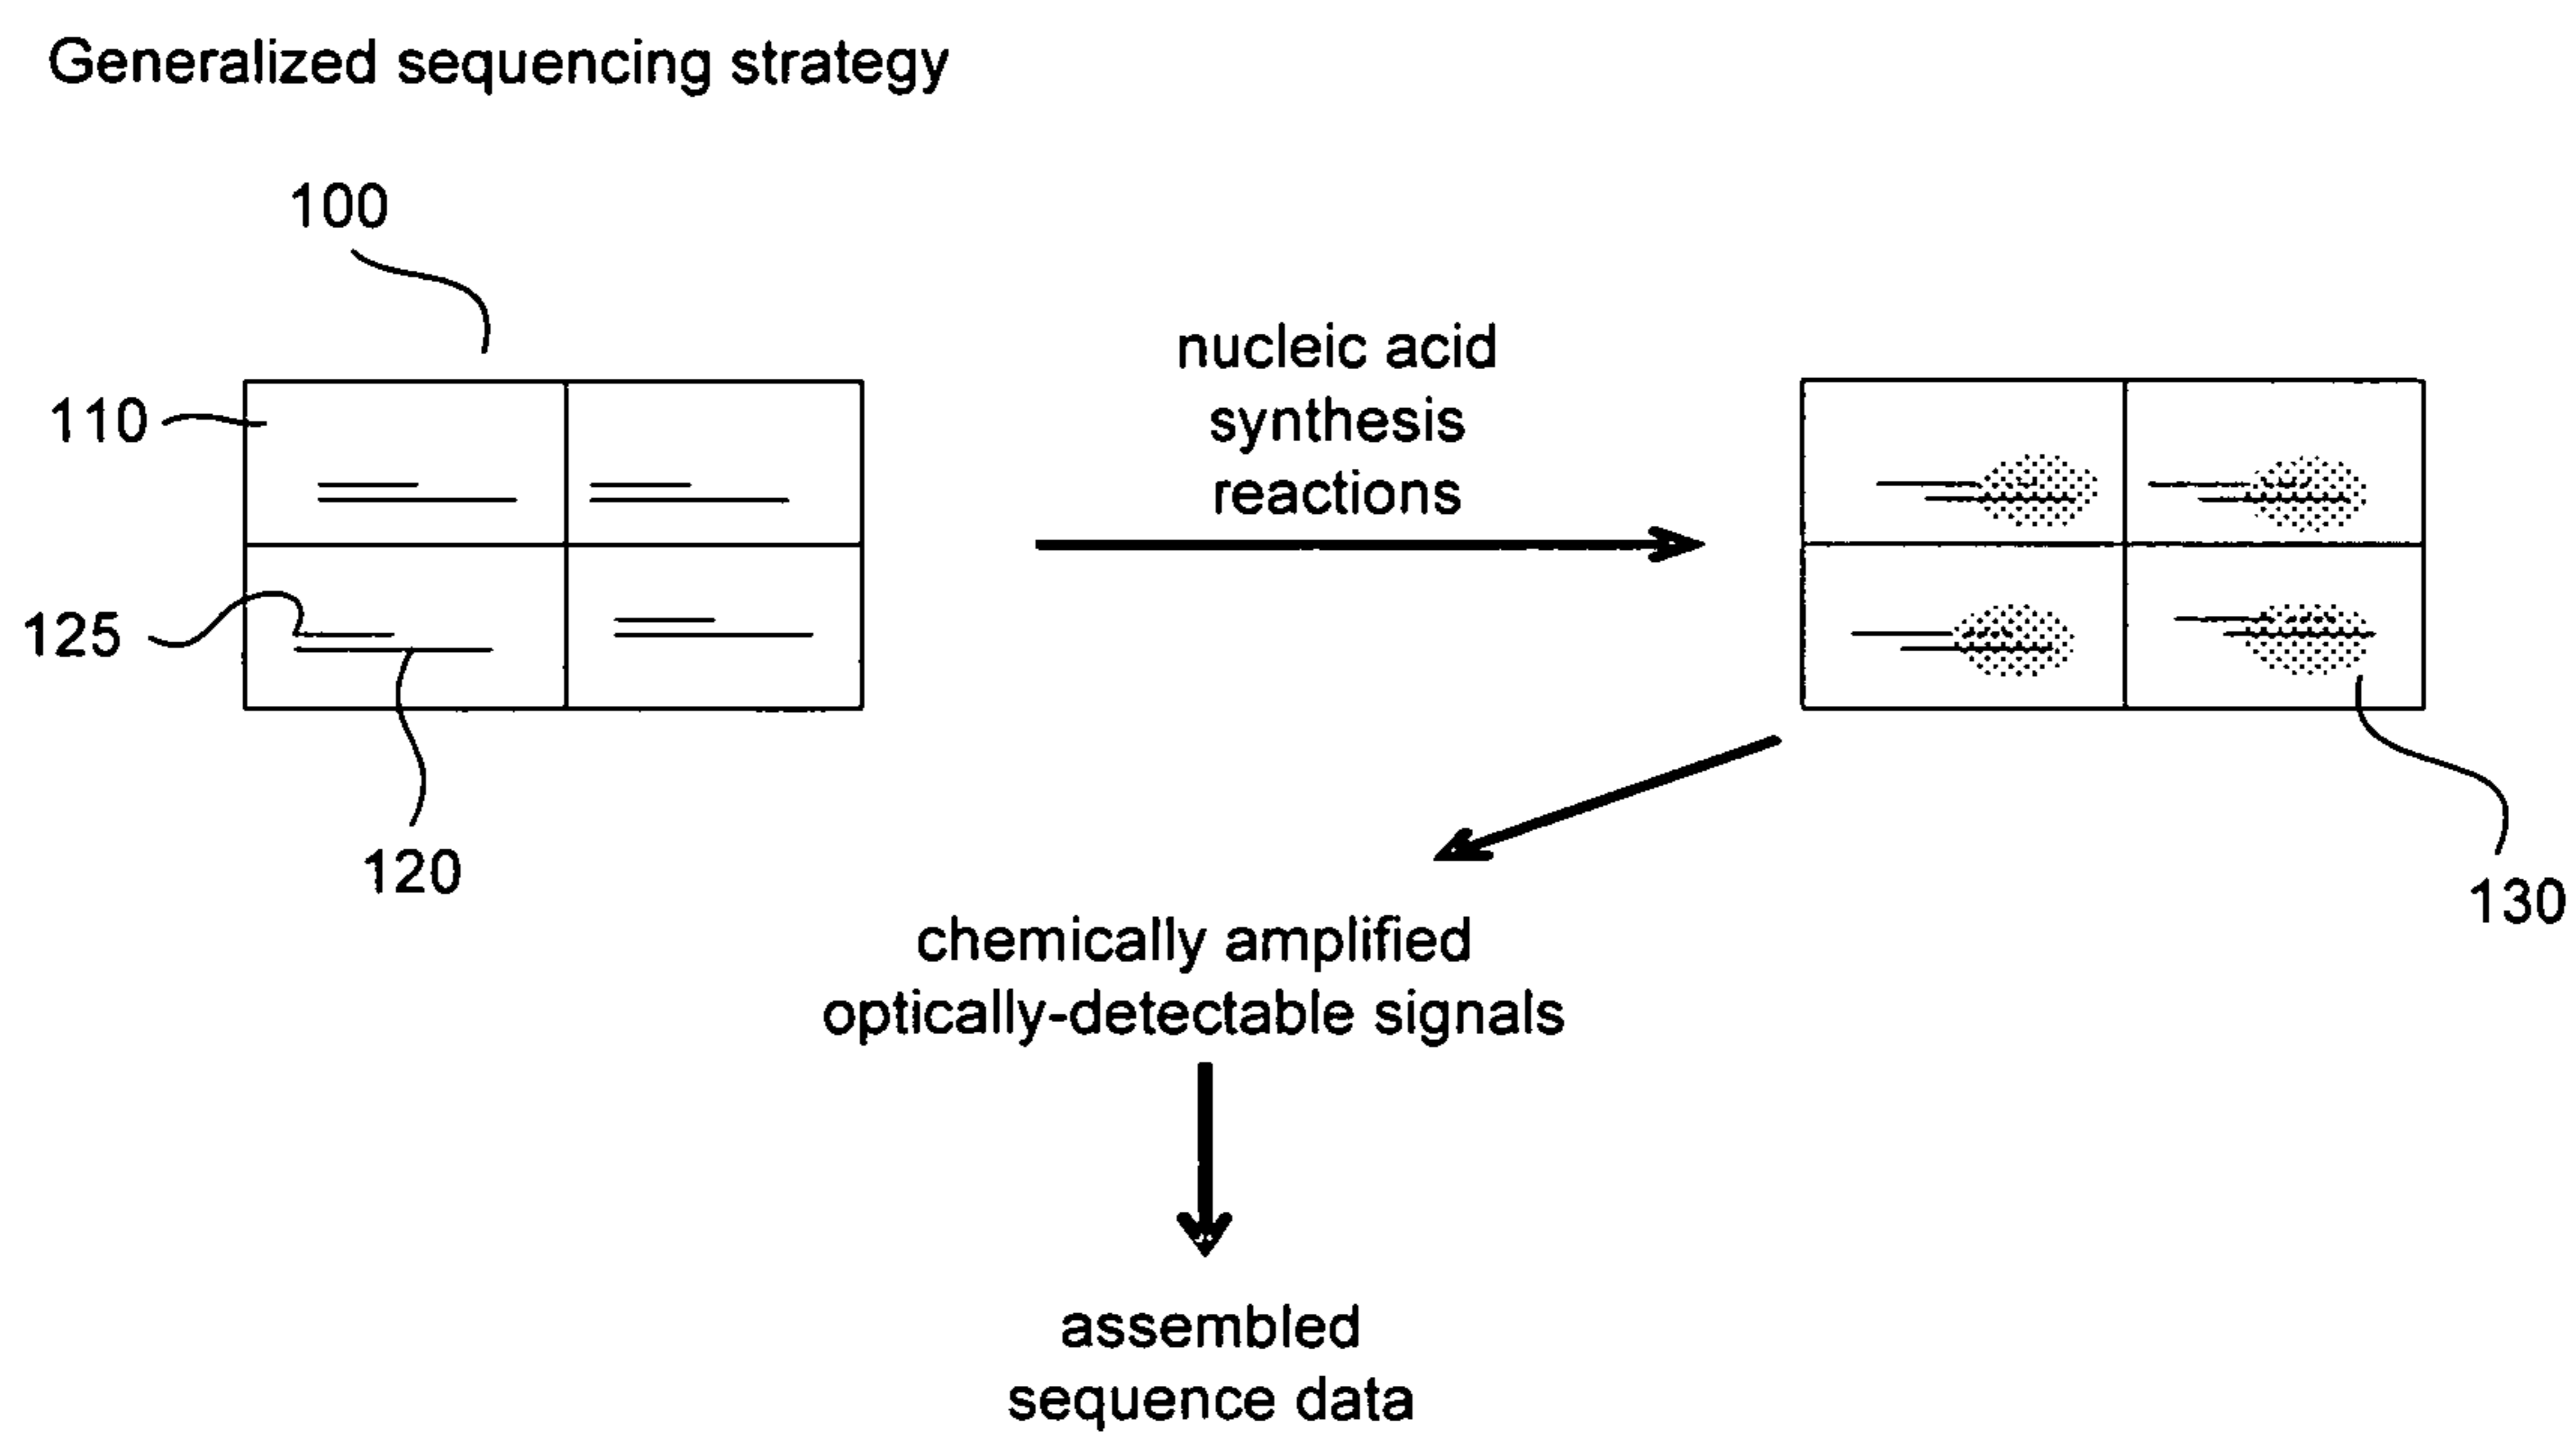 Generalized sequencing strategy
100
110
125
120
nucleic acid
synthesis
reactions
130
chemically amplified
optically-detectable signals
assembled
sequence data